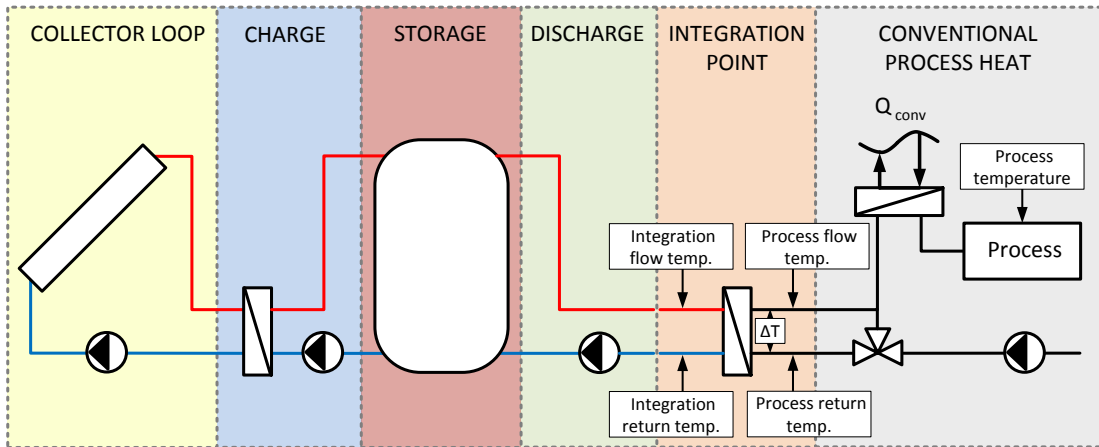 COLLECTOR LOOP
CHARGE
STORAGE
DISCHARGE
INTEGRATION
POINT
CONVENTIONAL
PROCESS HEAT
Q conv
Process
temperature
Process
Integration
flow temp.
Process flow
temp.
ΔT
Integration
return temp.
Process return
temp.